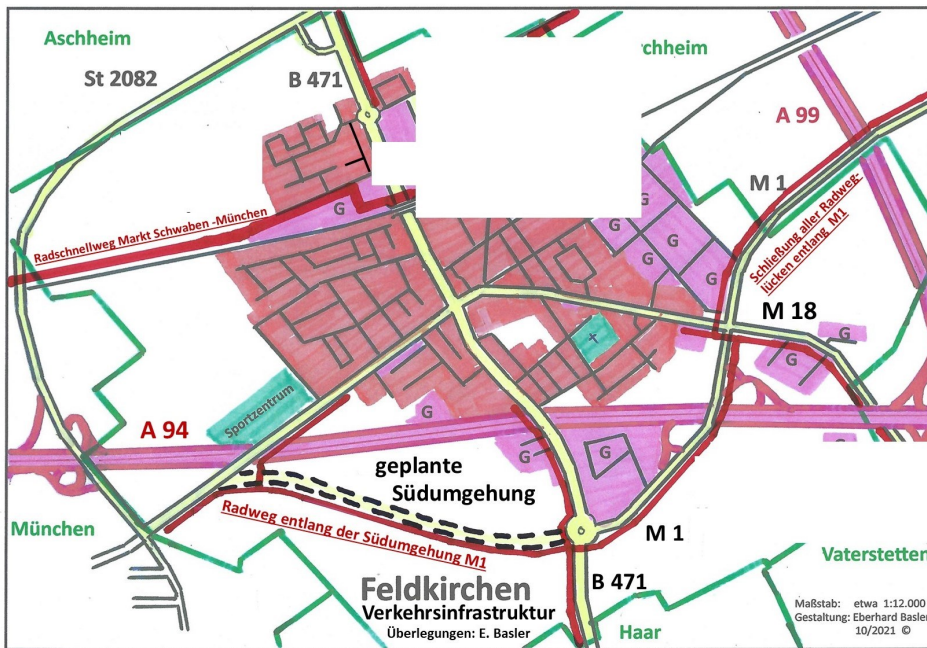 Aschheim
St 2082
B 471
rchheim
A 99
M 1
Radschnellweg Markt Schwaben -München
G
G
G
G
G
G
G
Schließung aller Radweg-
lücken entlang M1
M 18
G
G
Sportzentrum
G
A 94
G
G
G
geplante
Südumgehung
München
Radweg entlang der Südumgehung M1
M 1
B 471
Feldkirchen
Verkehrsinfrastruktur
Überlegungen: E. Basler
Haar
Vaterstetten
Maßstab: etwa 1:12.000
Gestaltung: Eberhard Basler
10/2021 ©